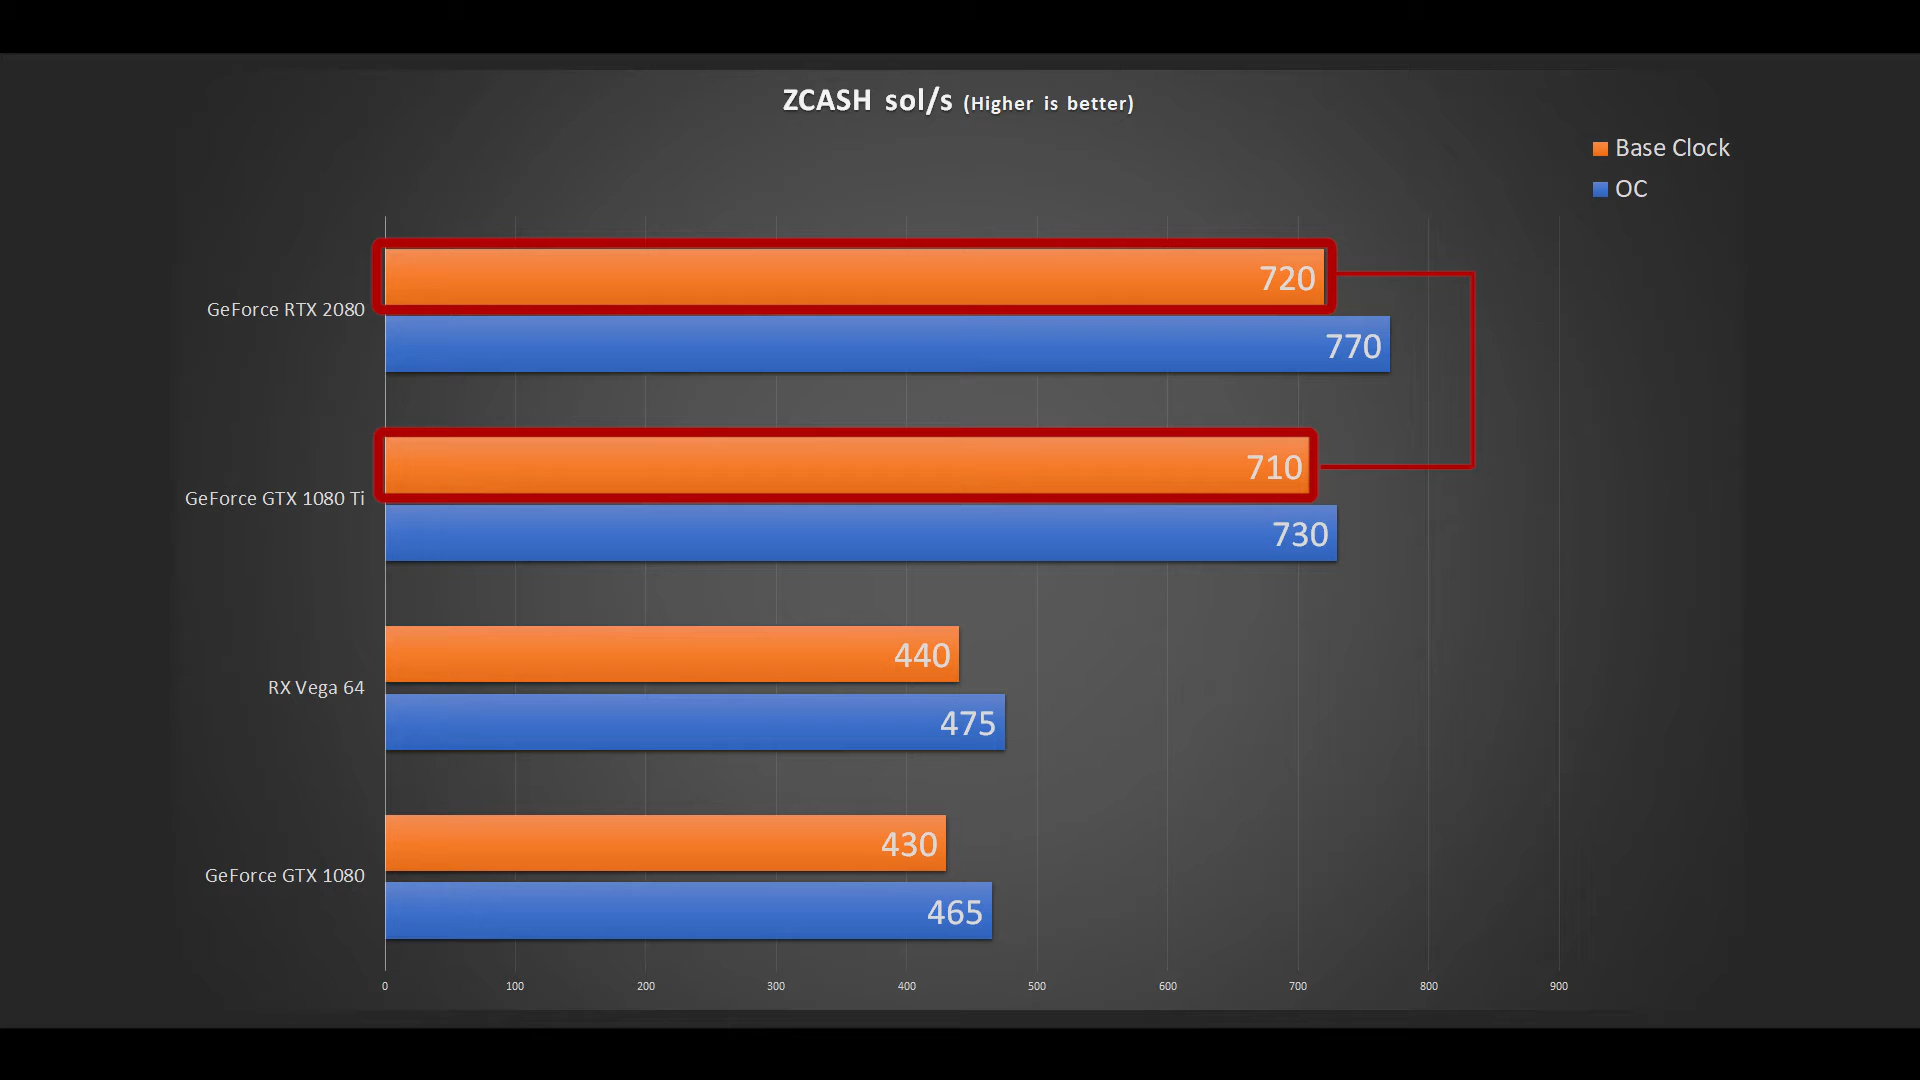 ZCASH sol/s (Higher is better)
Base Clock
OC
GeForce RTX 2080
720
770
GeForce GTX 1080 Ti
710
730
RX Vega 64
440
475
GeForce GTX 1080
430
465
0 100 200 300 400 500 600 700 800 900